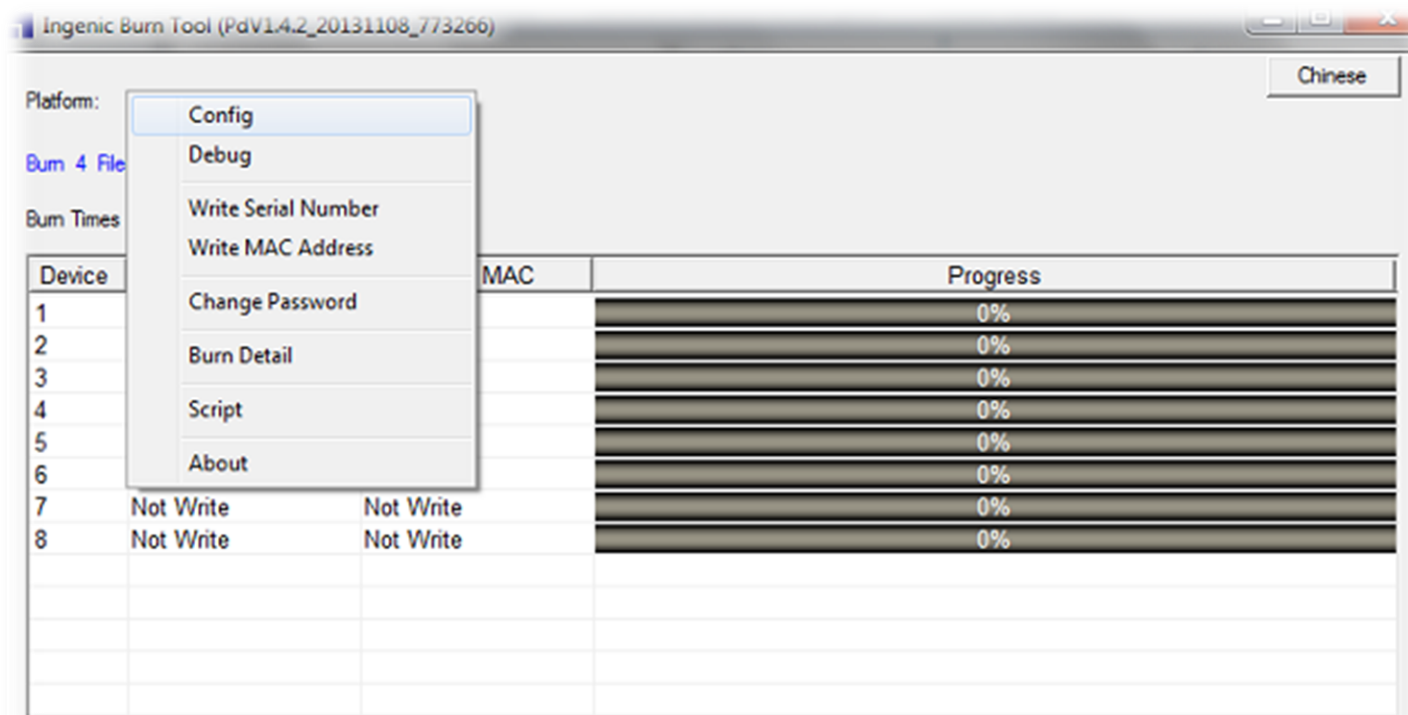 Ingenic Burn Tool (PdV1.4.2_20131108_773266)
Chinese
Platform:
Burn 4 File
Burn Times
Config
Debug
Write Serial Number
Write MAC Address
Change Password
Burn Detail
Script
About
Device MAC Progress
1 0%
2 0%
3 0%
4 0%
5 0%
6 0%
7 Not Write Not Write 0%
8 Not Write Not Write 0%